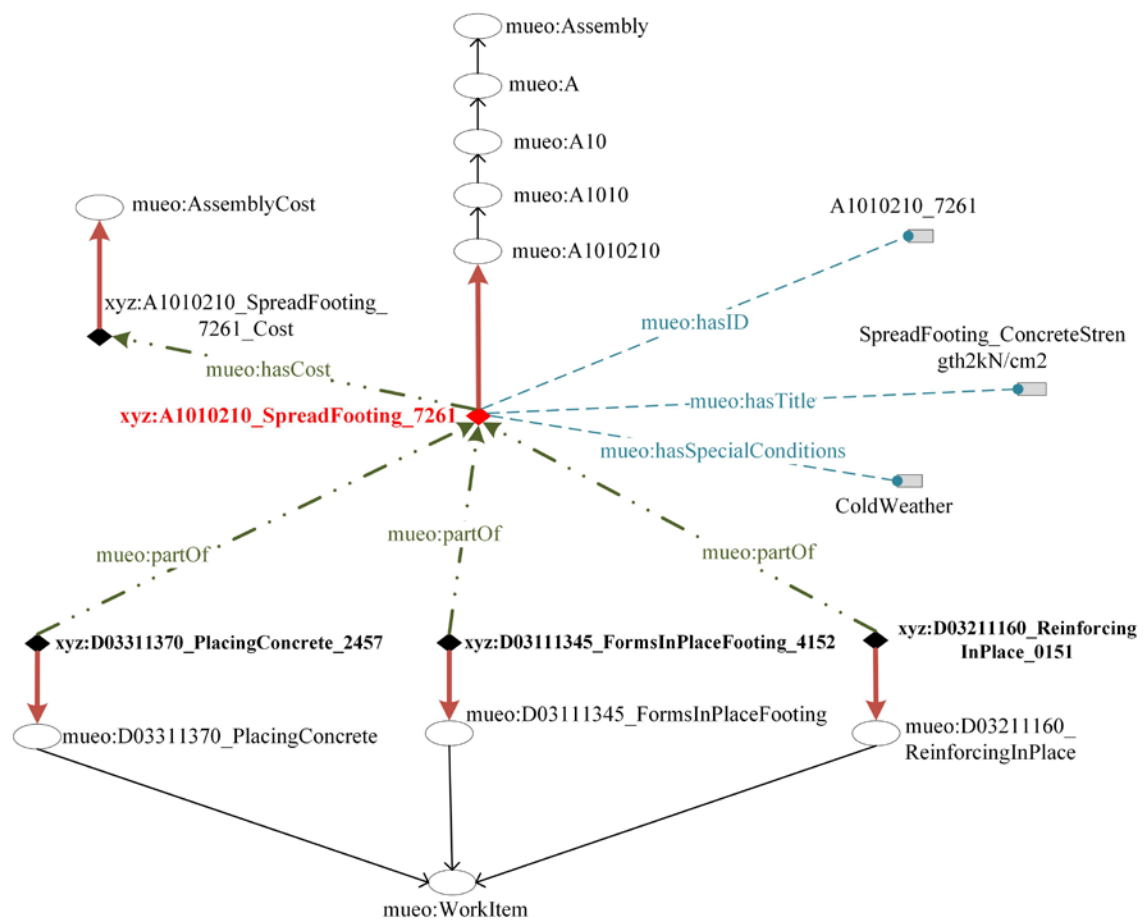 mueo:Assembly
mueo:A
mueo:A10
mueo:A1010
mueo:A1010210
mueo:AssemblyCost
xyz:A1010210_SpreadFooting_
7261_Cost
mueo:hasCost
xyz:A1010210_SpreadFooting_7261
A1010210_7261
mueo:hasID
SpreadFooting_ConcreteStren
gth2kN/cm2
mueo:hasTitle
mueo:hasSpecialConditions
ColdWeather
mueo:partOf
mueo:partOf
mueo:partOf
xyz:D03311370_PlacingConcrete_2457
xyz:D03111345_FormsInPlaceFooting_4152
xyz:D03211160_Reinforcing
InPlace_0151
mueo:D03311370_PlacingConcrete
mueo:D03111345_FormsInPlaceFooting
mueo:D03211160_
ReinforcingInPlace
mueo:WorkItem